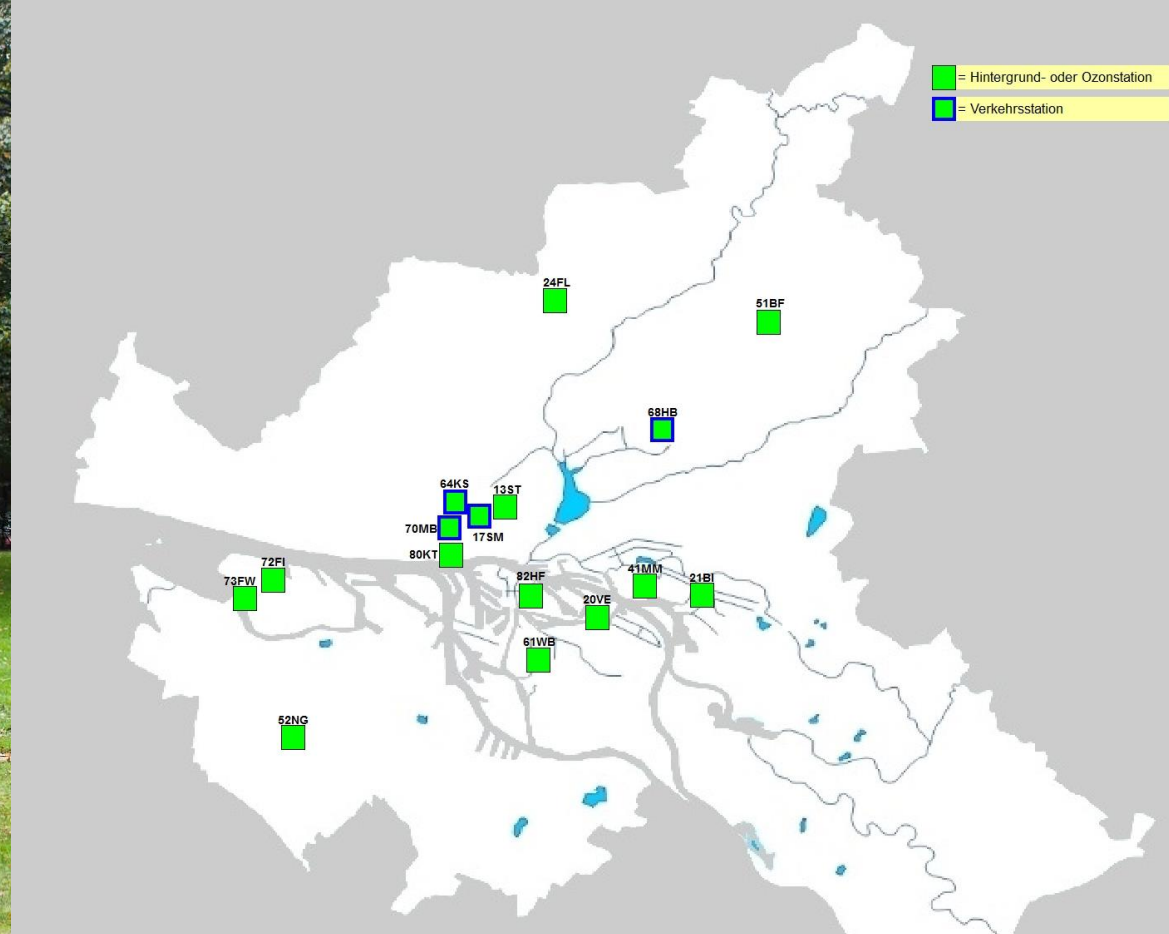 = Hintergrund- oder Ozonstation
= Verkehrsstation
24FL
51BF
68HB
64KS
13ST
70MB
17SM
80KT
72FI
73FW
82HF
41MM
21BI
20VE
61WB
52NG